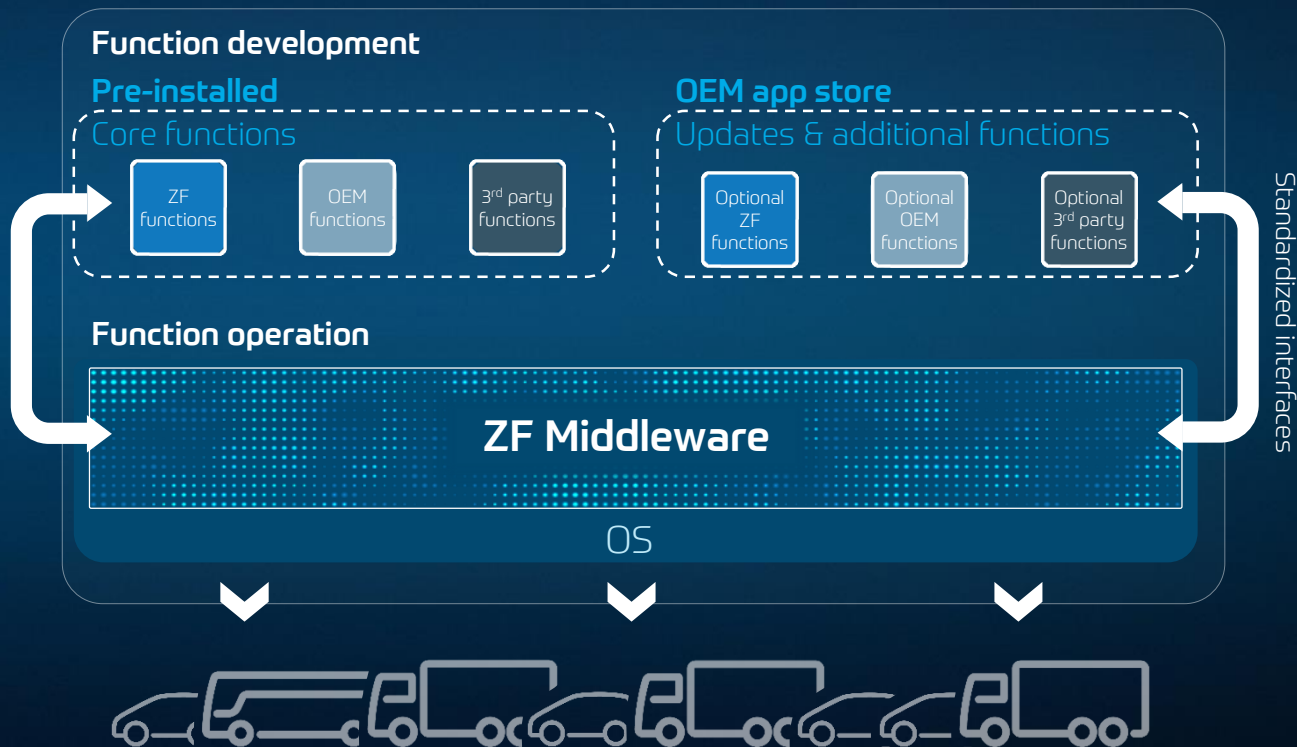 Function development
Pre-installed
Core functions
ZF
functions
OEM
functions
3rd party
functions
OEM app store
Updates & additional functions
Optional
ZF
functions
Optional
OEM
functions
Optional
3rd party
functions
Standardized interfaces
Function operation
ZF Middleware
OS